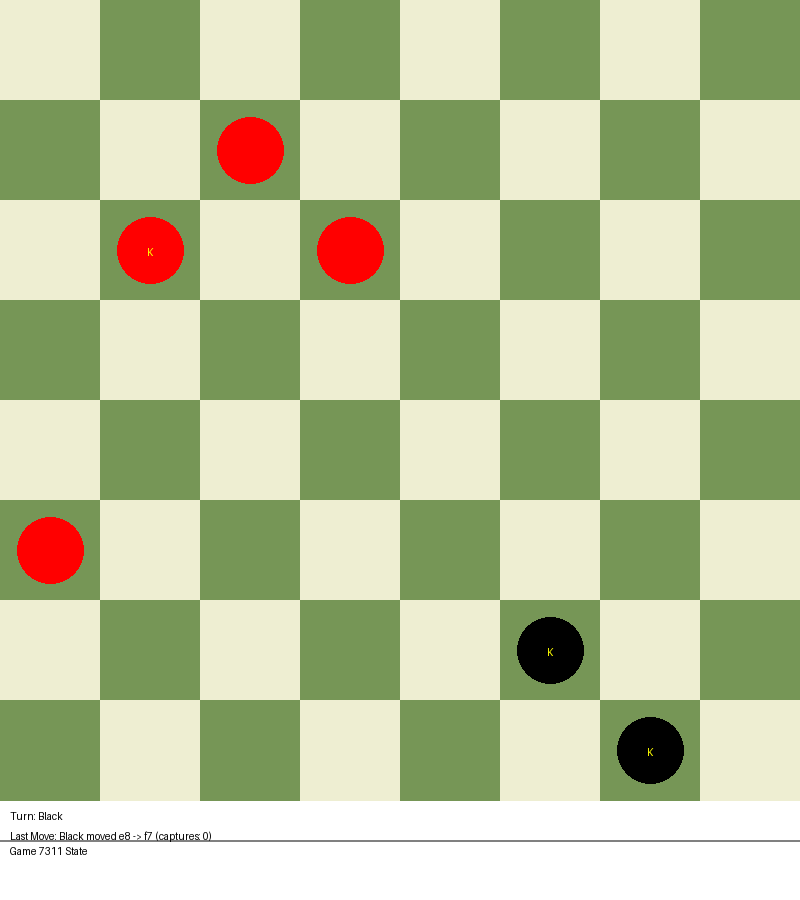 K
K
K
Turn: Black
Last Move: Black moved e8 -> f7 (captures: 0)
Game 7311 State